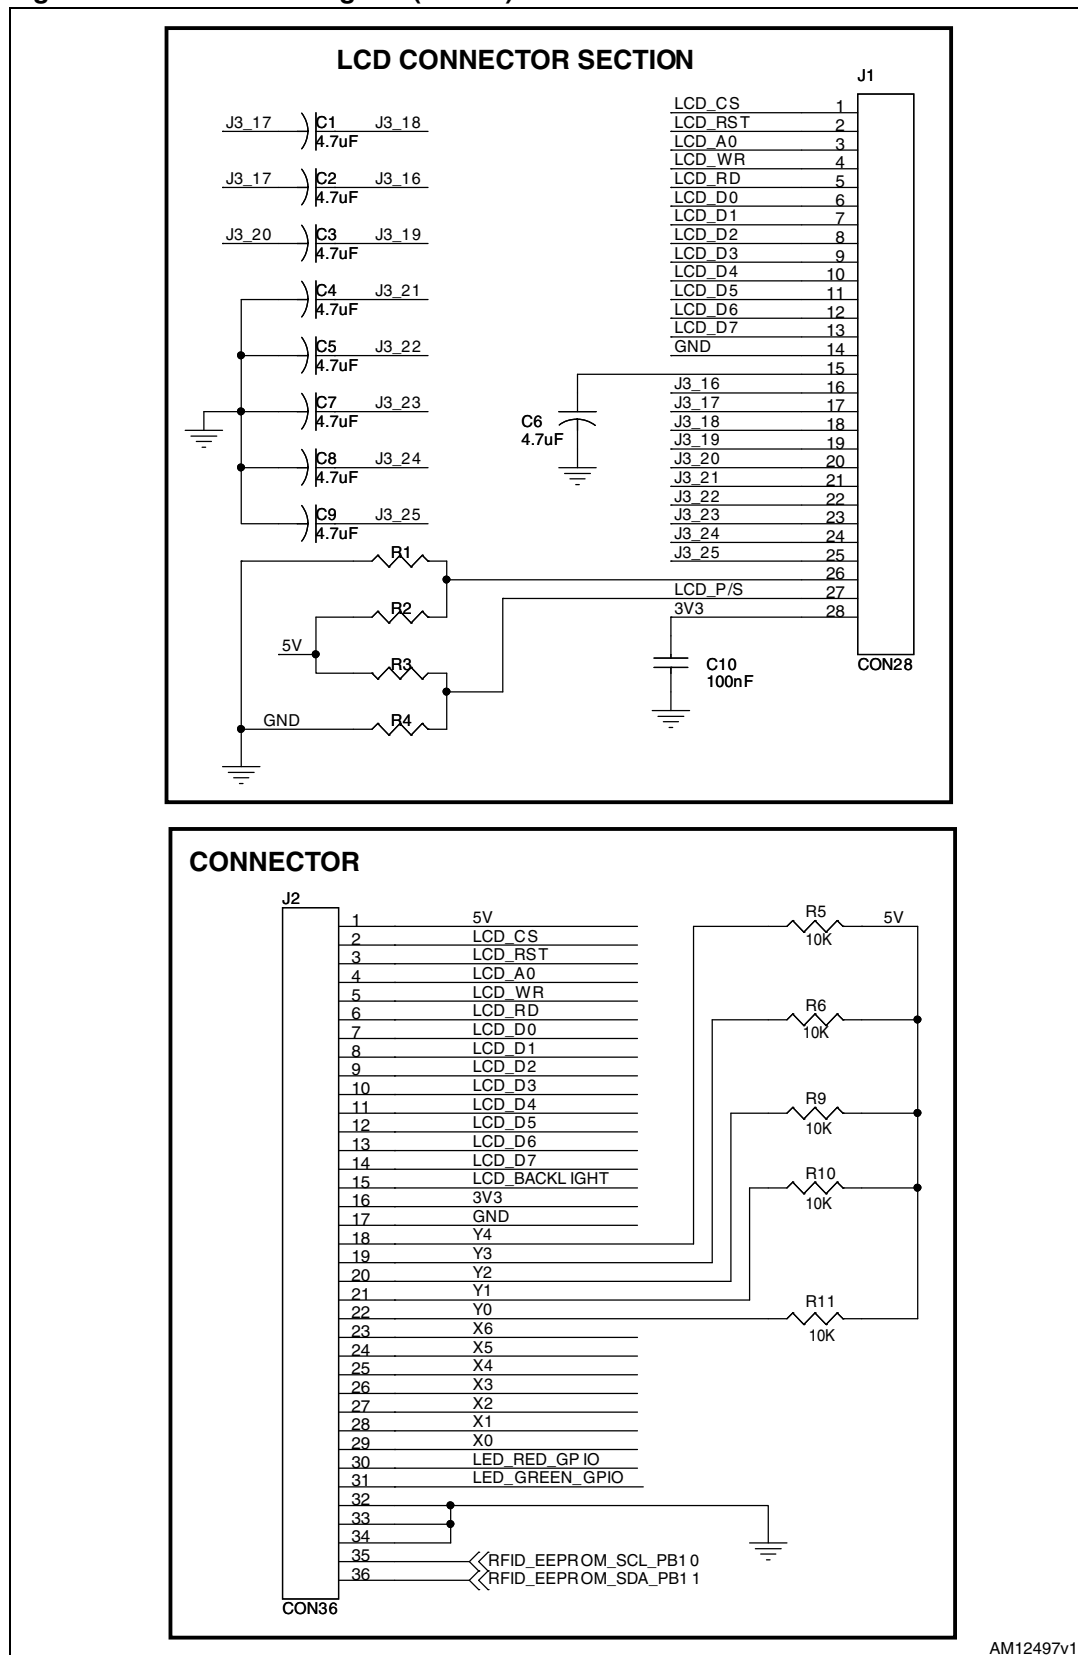 LCD CONNECTOR SECTION
J1
J3_17 C1 J3_18
4.7uF
J3_17 C2 J3_16
4.7uF
J3_20 C3 J3_19
4.7uF
C4 J3_21
4.7uF
C5 J3_22
4.7uF
C7 J3_23
4.7uF
C8 J3_24
4.7uF
C9 J3_25
4.7uF
R1
R2
5V
R3
GND R4
LCD_CS 1
LCD_RST 2
LCD_A0 3
LCD_WR 4
LCD_RD 5
LCD_D0 6
LCD_D1 7
LCD_D2 8
LCD_D3 9
LCD_D4 10
LCD_D5 11
LCD_D6 12
LCD_D7 13
GND 14
15
J3_16 16
J3_17 17
J3_18 18
J3_19 19
J3_20 20
J3_21 21
J3_22 22
J3_23 23
J3_24 24
J3_25 25
26
LCD_P/S 27
3V3 28
C6
4.7uF
C10
100nF
CON28
CONNECTOR
J2
1 5V
2 LCD_CS
3 LCD_RST
4 LCD_A0
5 LCD_WR
6 LCD_RD
7 LCD_D0
8 LCD_D1
9 LCD_D2
10 LCD_D3
11 LCD_D4
12 LCD_D5
13 LCD_D6
14 LCD_D7
15 LCD_BACKLIGHT
16 3V3
17 GND
18 Y4
19 Y3
20 Y2
21 Y1
22 Y0
23 X6
24 X5
25 X4
26 X3
27 X2
28 X1
29 X0
30 LED_RED_GPIO
31 LED_GREEN_GPIO
32
33
34
35 RFID_EEPROM_SCL_PB10
36 RFID_EEPROM_SDA_PB11
CON36
R5 5V
10K
R6
10K
R9
10K
R10
10K
R11
10K
AM12497v1